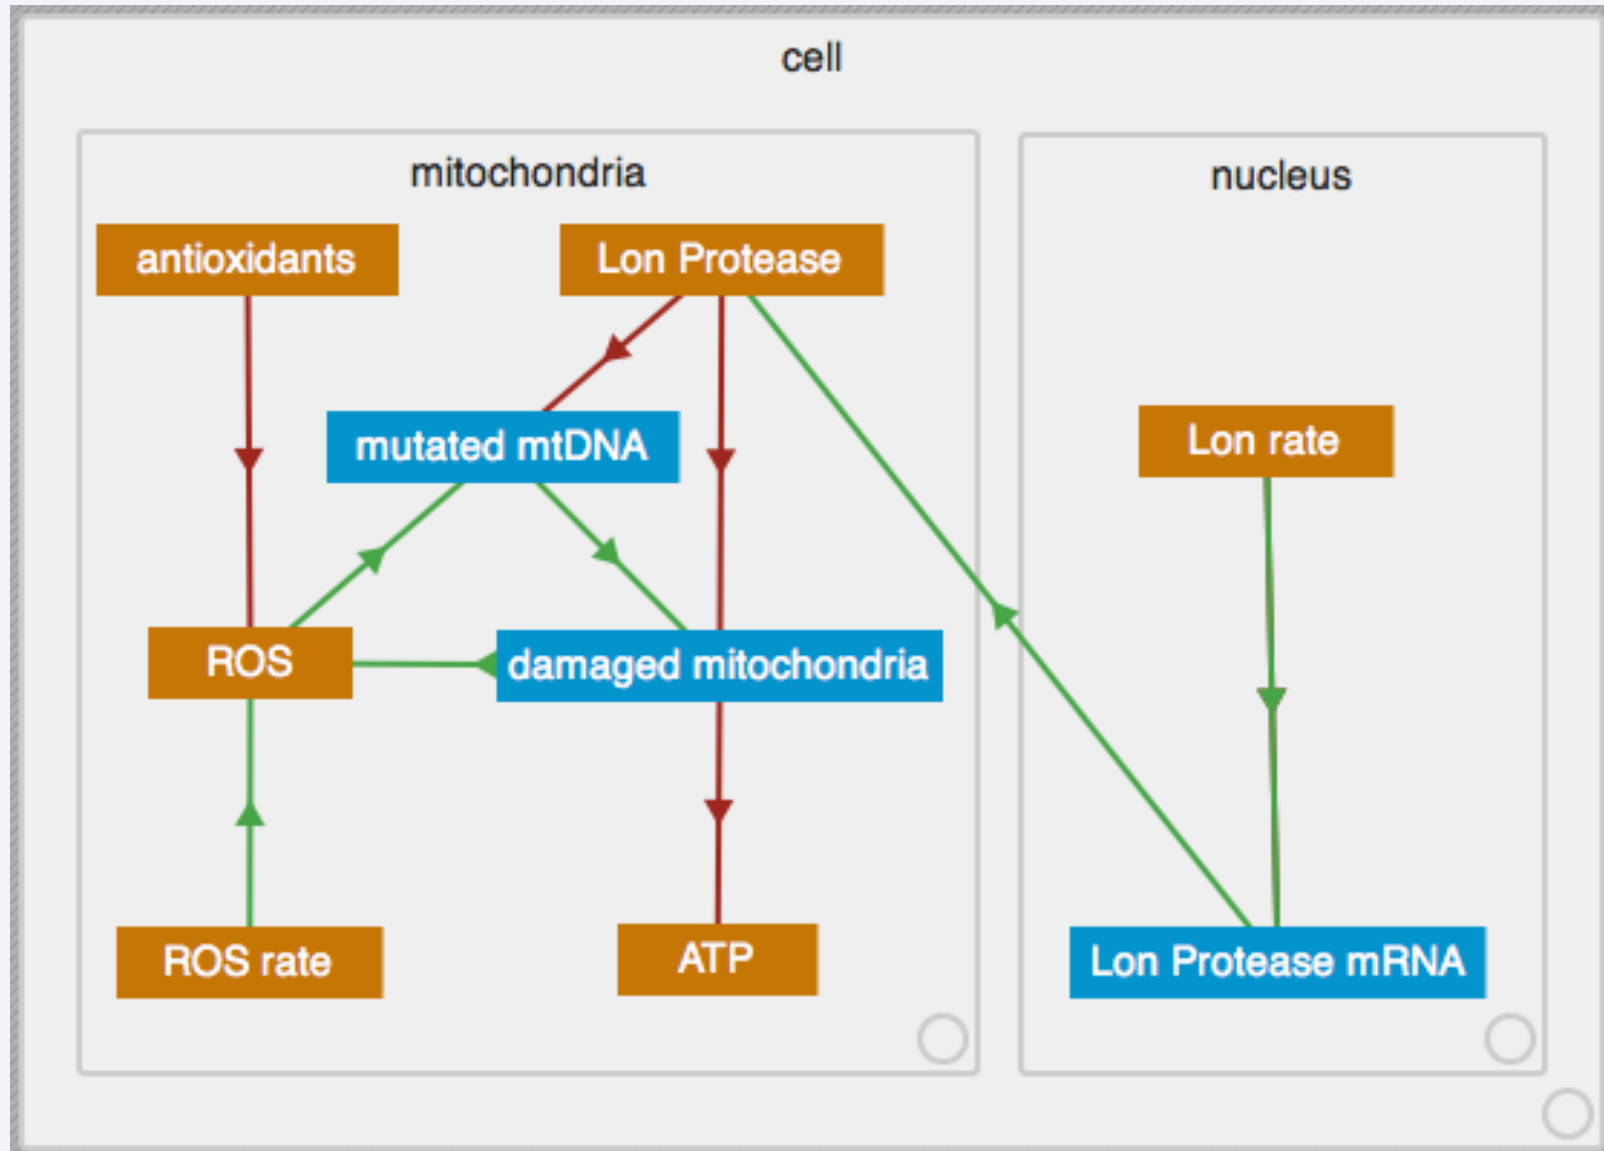 cell
mitochondria
nucleus
antioxidants
Lon Protease
mutated mtDNA
Lon rate
ROS
damaged mitochondria
ROS rate
ATP
Lon Protease mRNA